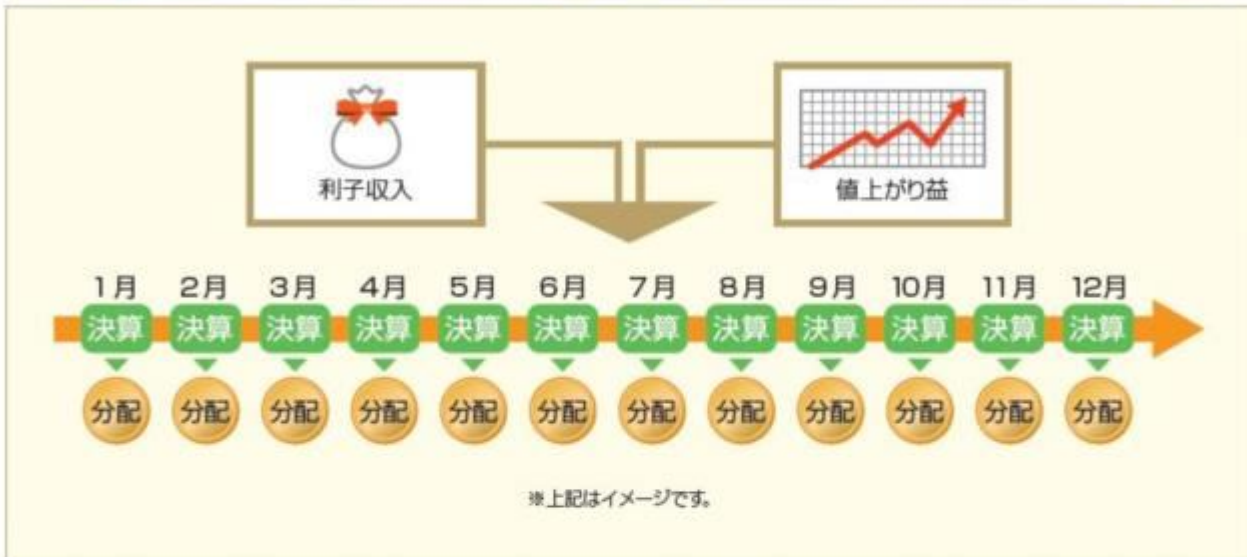 利子収入
値上がり益
1月 2月 3月 4月 5月 6月 7月 8月 9月 10月 11月 12月
決算 決算 決算 決算 決算 決算 決算 決算 決算 決算 決算 決算
分配 分配 分配 分配 分配 分配 分配 分配 分配 分配 分配 分配
※上記はイメージです。